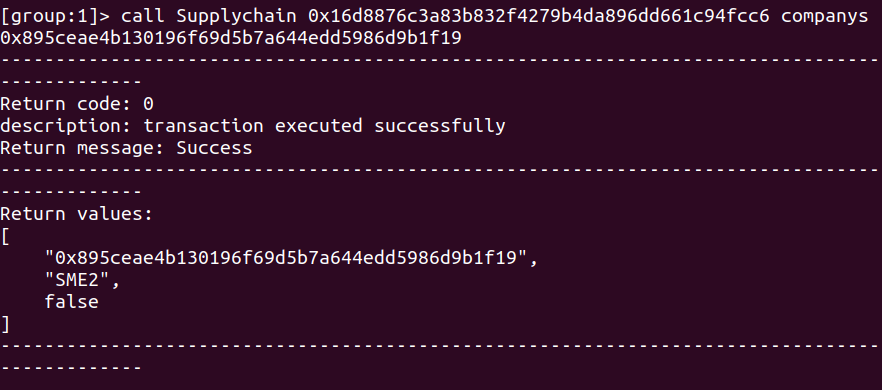 [group:1]> call Supplychain 0x16d8876c3a83b832f4279b4da896dd661c94fcc6 companys
0x895ceae4b130196f69d5b7a644edd5986d9b1f19
--------------------------------------------------------------------------------
-------------
Return code: 0
description: transaction executed successfully
Return message: Success
--------------------------------------------------------------------------------
-------------
Return values:
[
    "0x895ceae4b130196f69d5b7a644edd5986d9b1f19",
    "SME2",
    false
]
--------------------------------------------------------------------------------
-------------